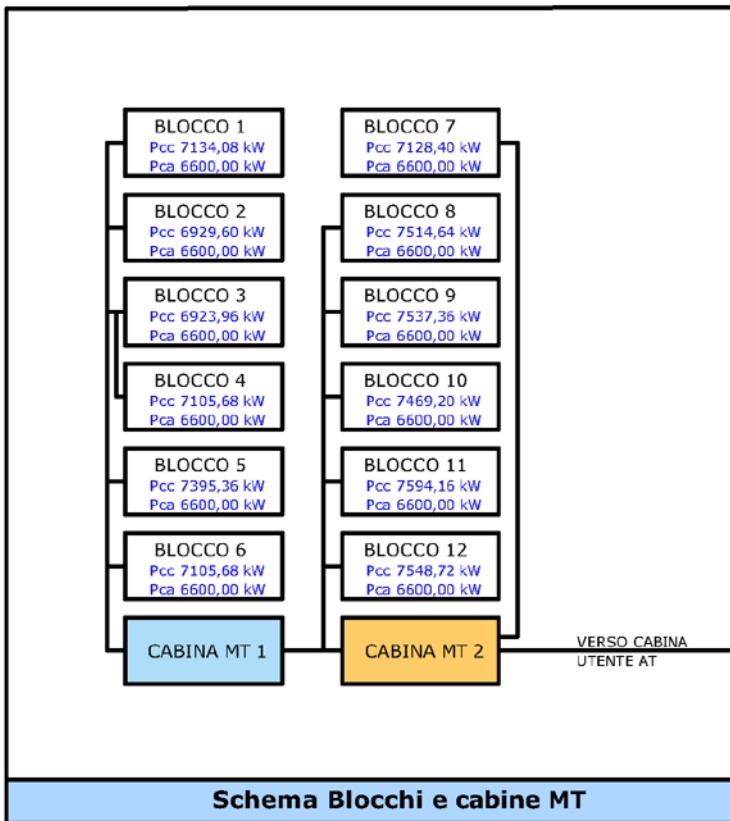 BLOCCO 1
Pcc 7134,08 kW
Pca 6600,00 kW
BLOCCO 2
Pcc 6929,60 kW
Pca 6600,00 kW
BLOCCO 3
Pcc 6923,96 kW
Pca 6600,00 kW
BLOCCO 4
Pcc 7105,68 kW
Pca 6600,00 kW
BLOCCO 5
Pcc 7395,36 kW
Pca 6600,00 kW
BLOCCO 6
Pcc 7105,68 kW
Pca 6600,00 kW
CABINA MT 1
BLOCCO 7
Pcc 7128,40 kW
Pca 6600,00 kW
BLOCCO 8
Pcc 7514,64 kW
Pca 6600,00 kW
BLOCCO 9
Pcc 7537,36 kW
Pca 6600,00 kW
BLOCCO 10
Pcc 7469,20 kW
Pca 6600,00 kW
BLOCCO 11
Pcc 7594,16 kW
Pca 6600,00 kW
BLOCCO 12
Pcc 7548,72 kW
Pca 6600,00 kW
CABINA MT 2
VERSO CABINA
UTENTE AT
Schema Blocchi e cabine MT